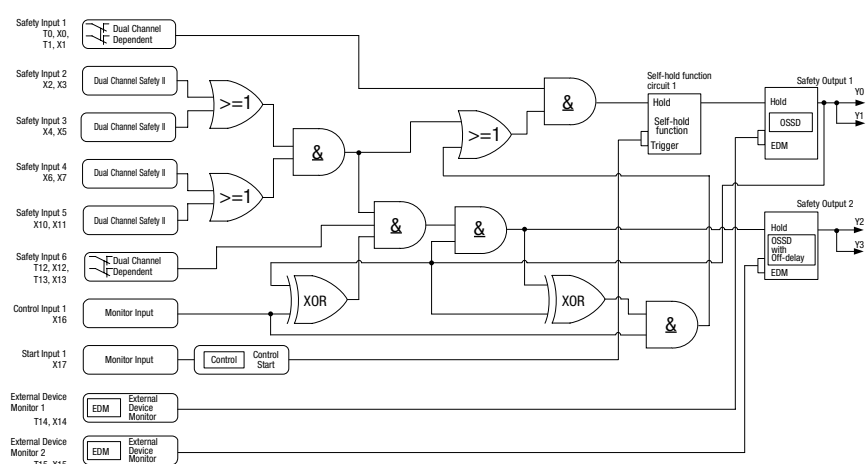 Safety Input 1
T0, X0,
T1, X1
Dual Channel
Dependent
Safety Input 2
X2, X3
Dual Channel Safety II
Safety Input 3
X4, X5
Dual Channel Safety II
>=1
Safety Input 4
X6, X7
Dual Channel Safety II
Safety Input 5
X10, X11
Dual Channel Safety II
>=1
&
Safety Input 6
T12, X12,
T13, X13
Dual Channel
Dependent
Control Input 1
X16
Monitor Input
XOR
&
&
>=1
&
XOR
&
Self-hold function
circuit 1
Hold
Self-hold
function
Trigger
Safety Output 1
Hold
OSSD
EDM
Y0
Y1
Safety Output 2
Hold
OSSD
with
Off-delay
EDM
Y2
Y3
Start Input 1
X17
Monitor Input
Control
Control
Start
External Device
Monitor 1
T14, X14
EDM
External
Device
Monitor
External Device
Monitor 2
T15, X15
EDM
External
Device
Monitor